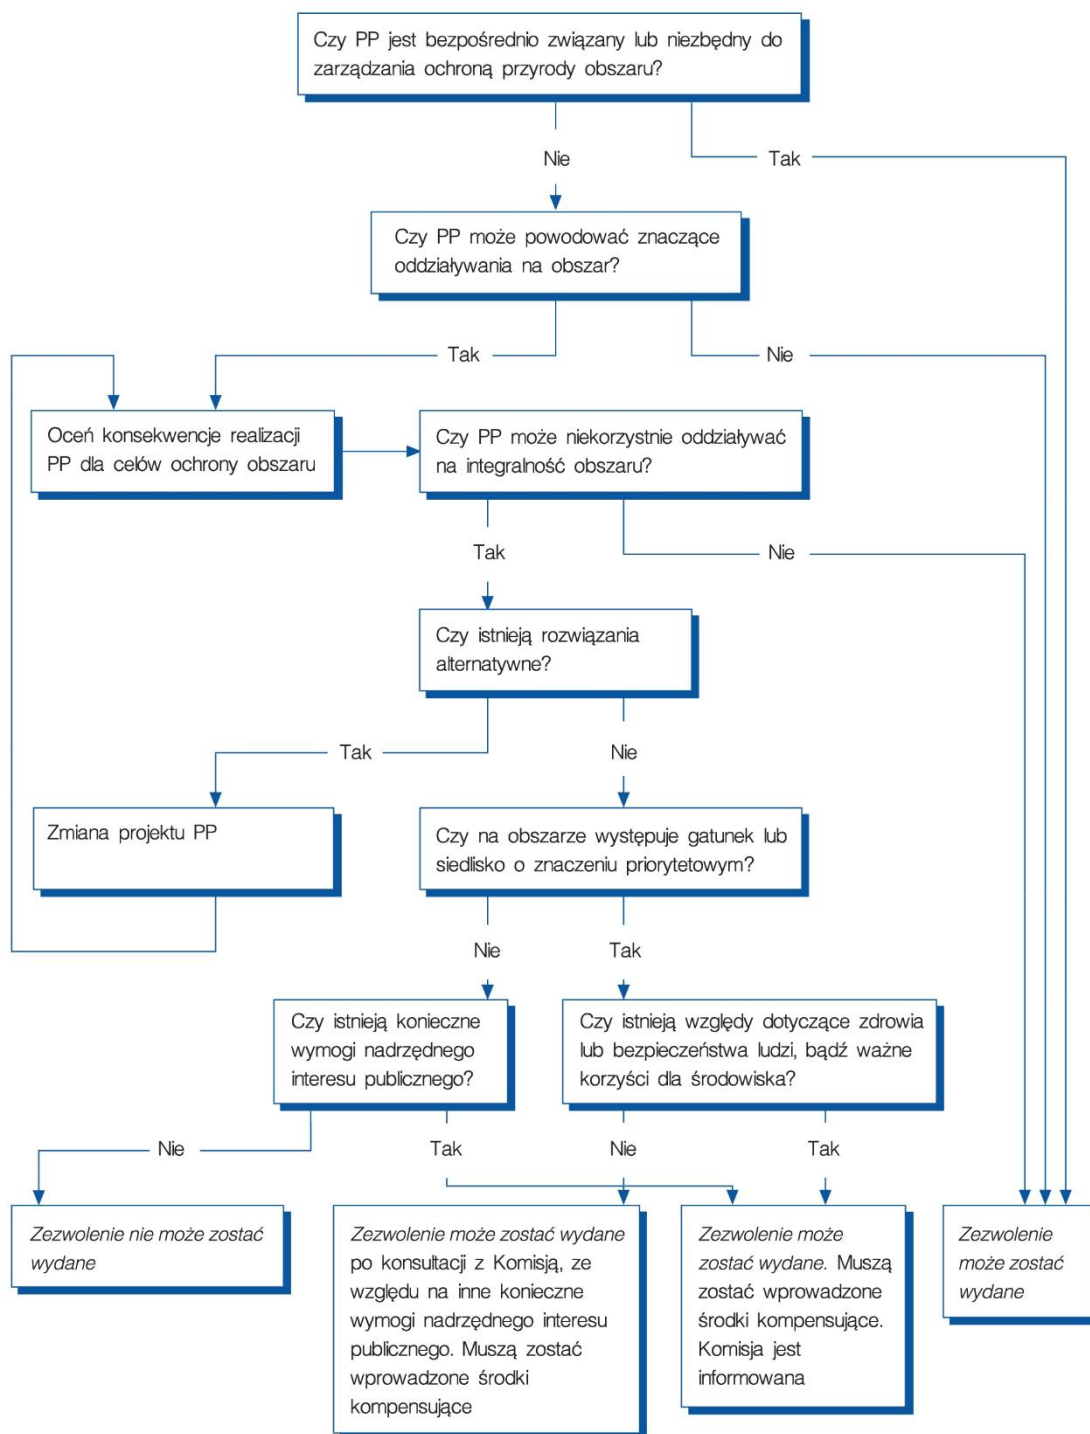 Czy PP jest bezpośrednio związany lub niezbędny do
zarządzania ochroną przyrody obszaru?
Nie
Tak
Czy PP może powodować znaczące
oddziaływania na obszar?
Tak
Nie
Oceń konsekwencje realizacji
PP dla celów ochrony obszaru
Czy PP może niekorzystnie oddziaływać
na integralność obszaru?
Tak
Nie
Czy istnieją rozwiązania
alternatywne?
Tak
Nie
Zmiana projektu PP
Czy na obszarze występuje gatunek lub
siedlisko o znaczeniu priorytetowym?
Nie
Tak
Czy istnieją konieczne
wymogi nadrzędnego
interesu publicznego?
Czy istnieją względy dotyczące zdrowia
lub bezpieczeństwa ludzi, bądź ważne
korzyści dla środowiska?
Nie
Tak
Nie
Tak
Zezwolenie nie może zostać
wydane
Zezwolenie może zostać wydane
po konsultacji z Komisją, ze
względu na inne konieczne
wymogi nadrzędnego interesu
publicznego. Muszą zostać
wprowadzone środki
kompensujące
Zezwolenie może
zostać wydane. Muszą
zostać wprowadzone
środki kompensujące.
Komisja jest
informowana
Zezwolenie
może zostać
wydane